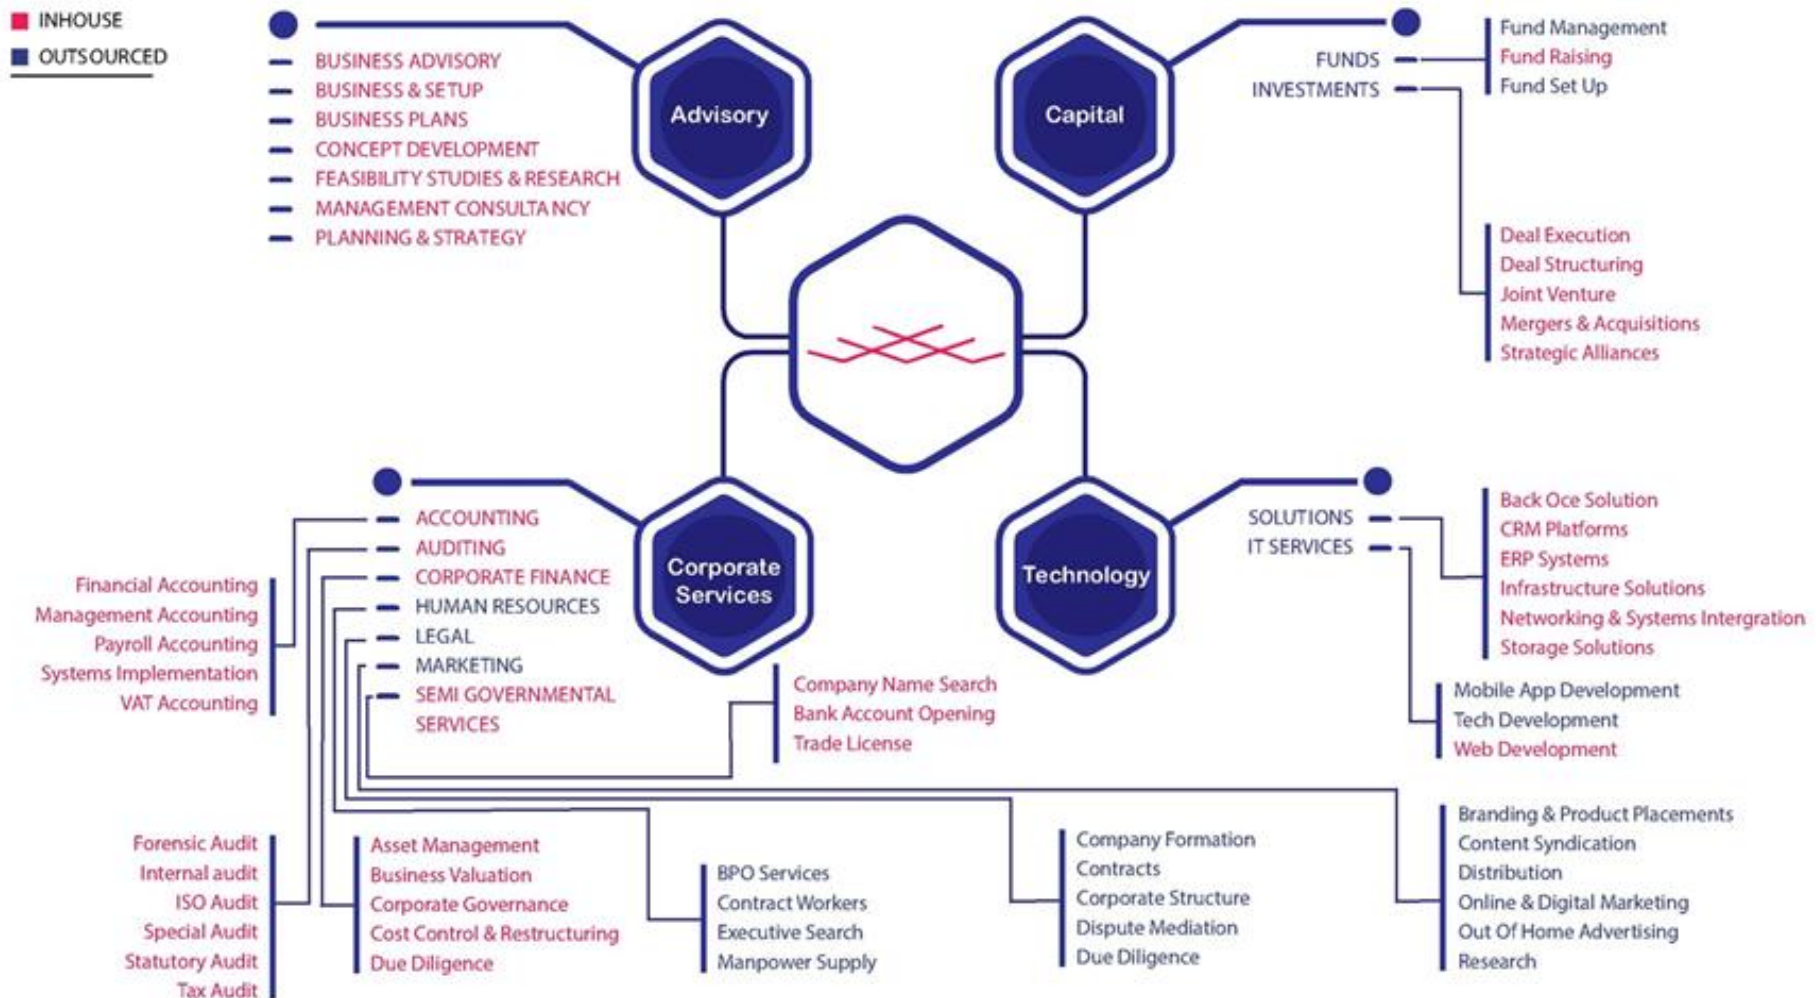 INHOUSE
OUTSOURCED
Advisory
BUSINESS ADVISORY
BUSINESS & SETUP
BUSINESS PLANS
CONCEPT DEVELOPMENT
FEASIBILITY STUDIES & RESEARCH
MANAGEMENT CONSULTANCY
PLANNING & STRATEGY
Capital
FUNDS
INVESTMENTS
Fund Management
Fund Raising
Fund Set Up
Deal Execution
Deal Structuring
Joint Venture
Mergers & Acquisitions
Strategic Alliances
Corporate
Services
ACCOUNTING
AUDITING
CORPORATE FINANCE
HUMAN RESOURCES
LEGAL
MARKETING
SEMI GOVERNMENTAL
SERVICES
Financial Accounting
Management Accounting
Payroll Accounting
Systems Implementation
VAT Accounting
Company Name Search
Bank Account Opening
Trade License
Technology
SOLUTIONS
IT SERVICES
Back Oce Solution
CRM Platforms
ERP Systems
Infrastructure Solutions
Networking & Systems Intergration
Storage Solutions
Mobile App Development
Tech Development
Web Development
Forensic Audit
Internal audit
ISO Audit
Special Audit
Statutory Audit
Tax Audit
Asset Management
Business Valuation
Corporate Governance
Cost Control & Restructuring
Due Diligence
BPO Services
Contract Workers
Executive Search
Manpower Supply
Company Formation
Contracts
Corporate Structure
Dispute Mediation
Due Diligence
Branding & Product Placements
Content Syndication
Distribution
Online & Digital Marketing
Out Of Home Advertising
Research